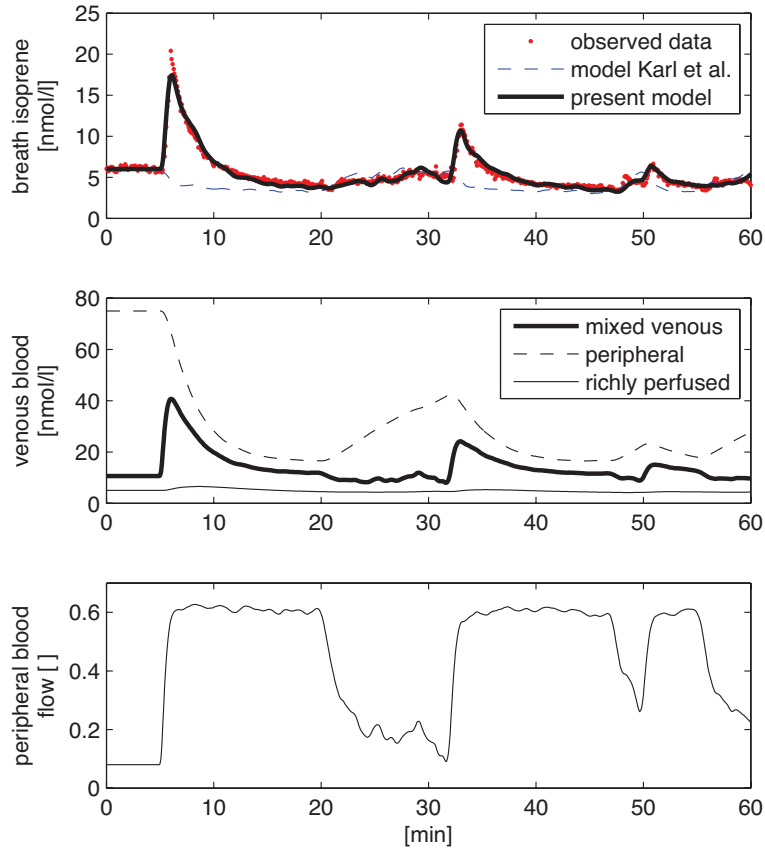 25
20
15
10
5
0
breath isoprene
[nmol/l]
observed data
model Karl et al.
present model
0 10 20 30 40 50 60
80
60
40
20
0
venous blood
[nmol/l]
mixed venous
peripheral
richly perfused
0 10 20 30 40 50 60
0.6
0.4
0.2
0
peripheral blood
flow [ ]
0 10 20 30 40 50 60
[min]